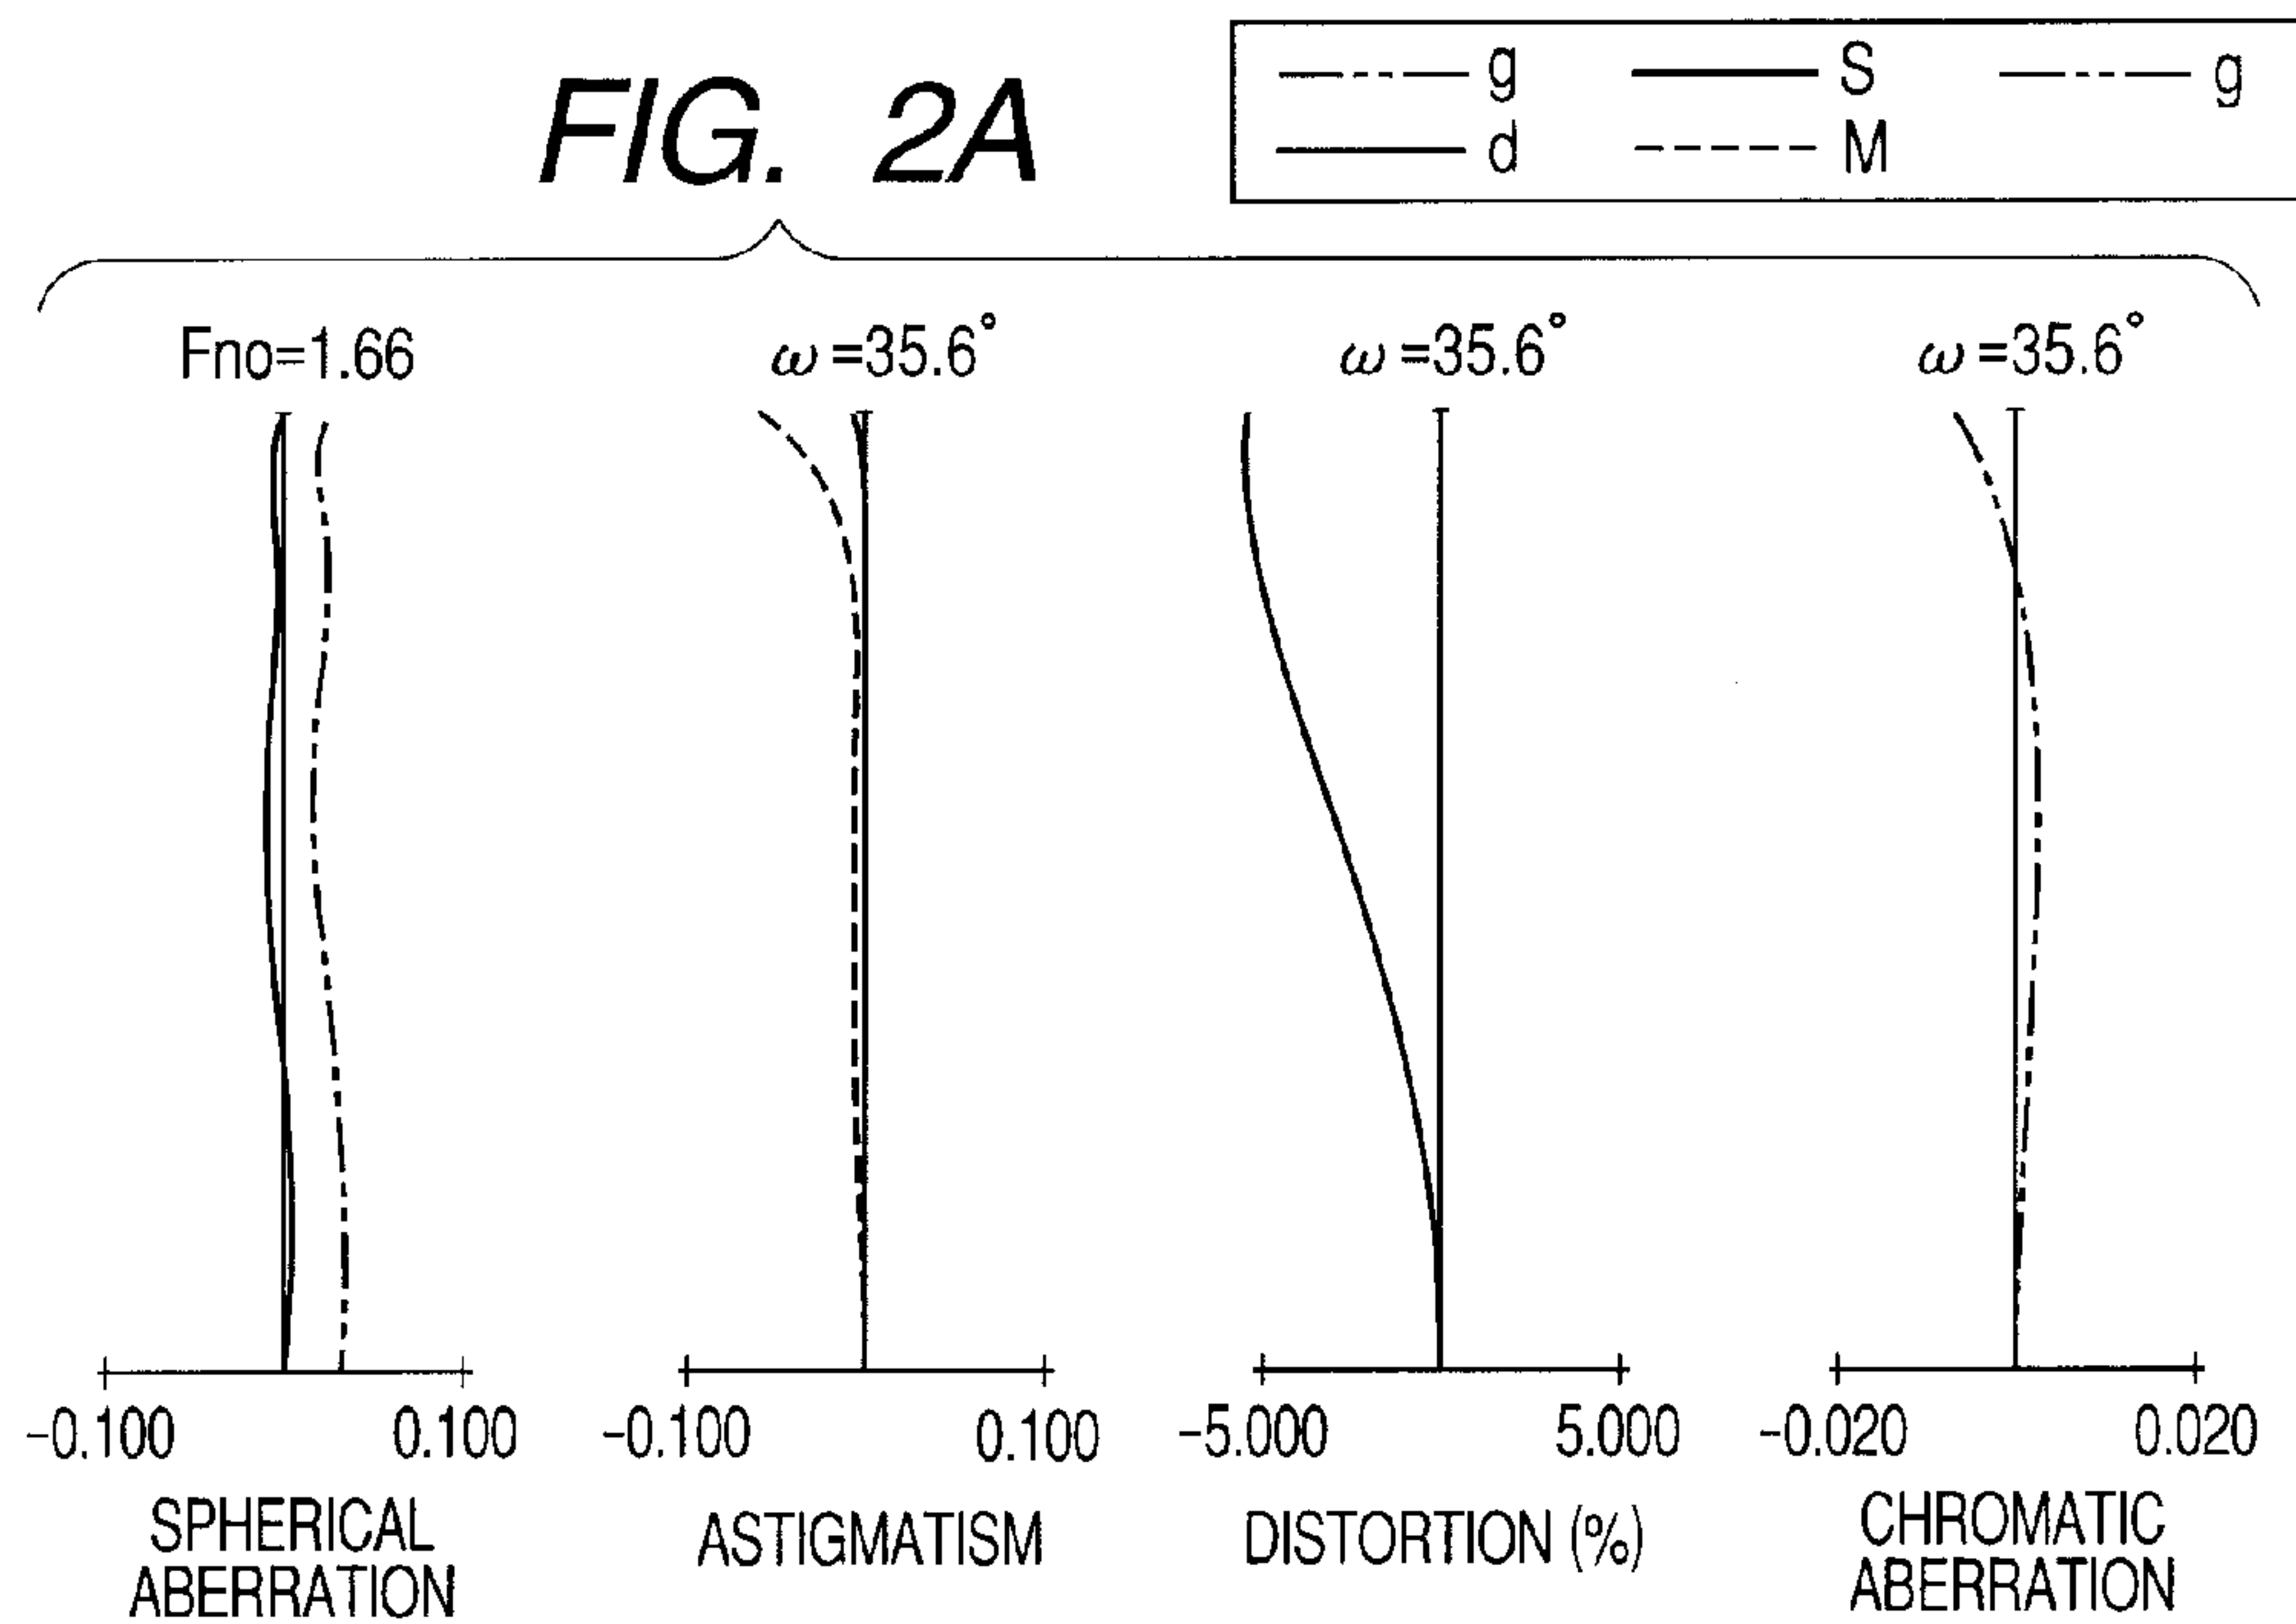 FIG. 2A
g S g
d M
Fno=1.66 ω=35.6° ω=35.6° ω=35.6°
-0.100 0.100 -0.100 0.100 -5.000 5.000 -0.020 0.020
SPHERICAL ABERRATION
ASTIGMATISM
DISTORTION (%)
CHROMATIC ABERRATION